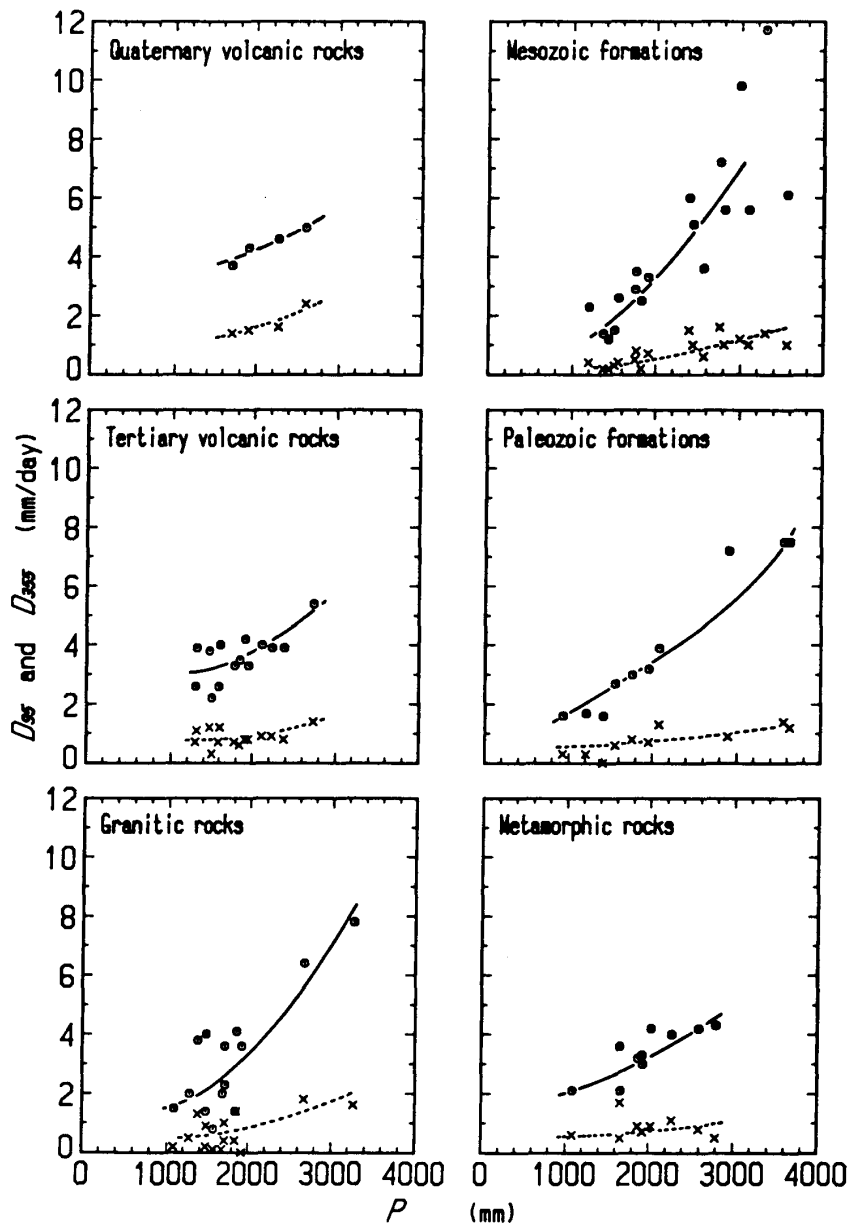 12
10
8
6
4
2
0
Quaternary volcanic rocks
Mesozoic formations
12
10
8
6
4
2
0
Tertiary volcanic rocks
Paleozoic formations
D95 and D355 (mm/day)
12
10
8
6
4
2
0
Granitic rocks
Metamorphic rocks
0 1000 2000 3000 4000
0 1000 2000 3000 4000
P (mm)